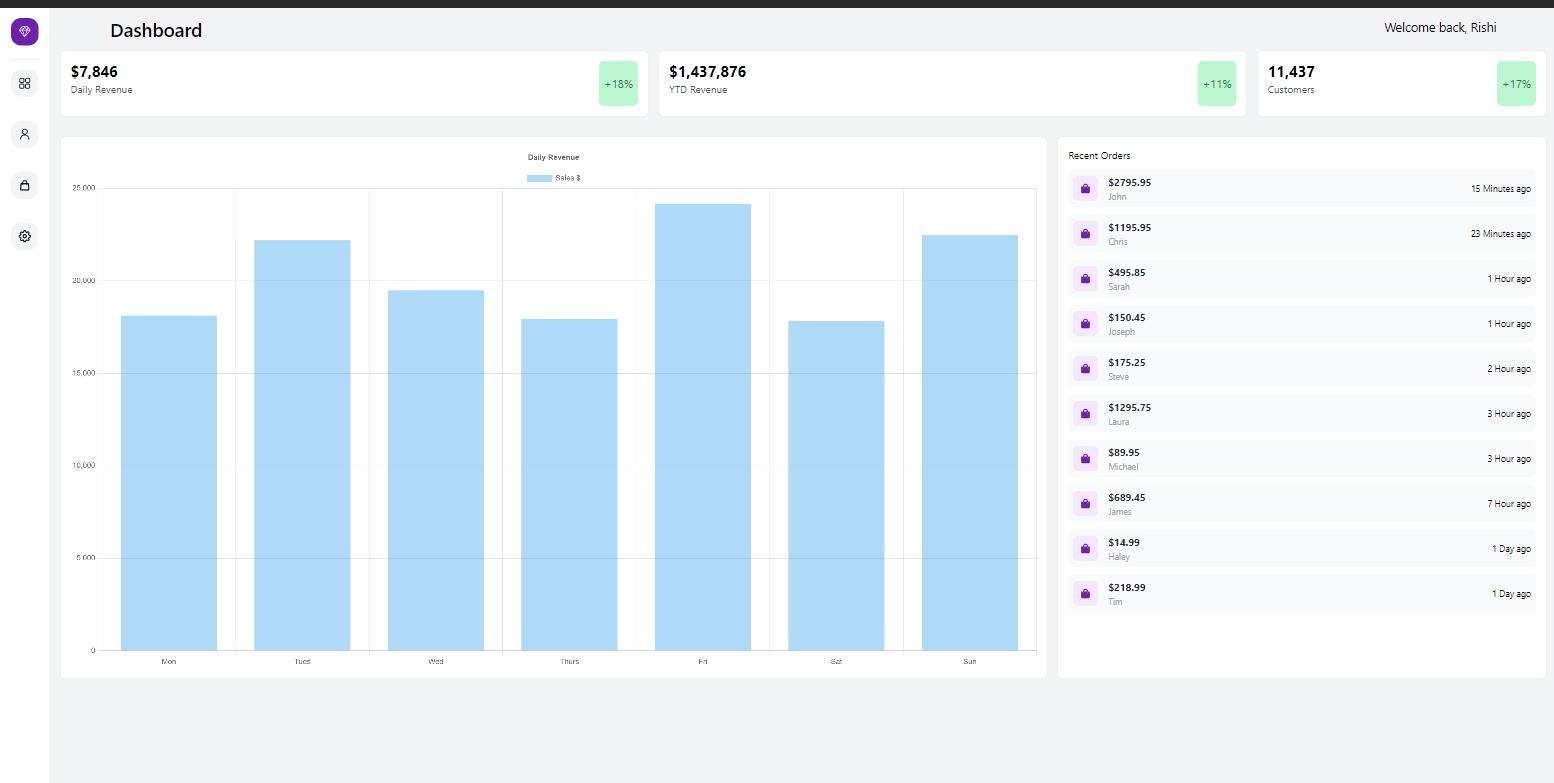 Dashboard
Welcome back, Rishi
$7,846
Daily Revenue
+18%
$1,437,876
YTD Revenue
+11%
11,437
Customers
+17%
Daily Revenue
Sales $
25,000
20,000
15,000
10,000
5,000
0
Mon Tues Wed Thurs Fri Sat Sun
Recent Orders
$2795.95
John
15 Minutes ago
$1195.95
Chris
23 Minutes ago
$495.85
Sarah
1 Hour ago
$150.45
Joseph
1 Hour ago
$175.25
Steve
2 Hour ago
$1295.75
Laura
3 Hour ago
$89.95
Michael
3 Hour ago
$689.45
James
7 Hour ago
$14.99
Haley
1 Day ago
$218.99
Tim
1 Day ago